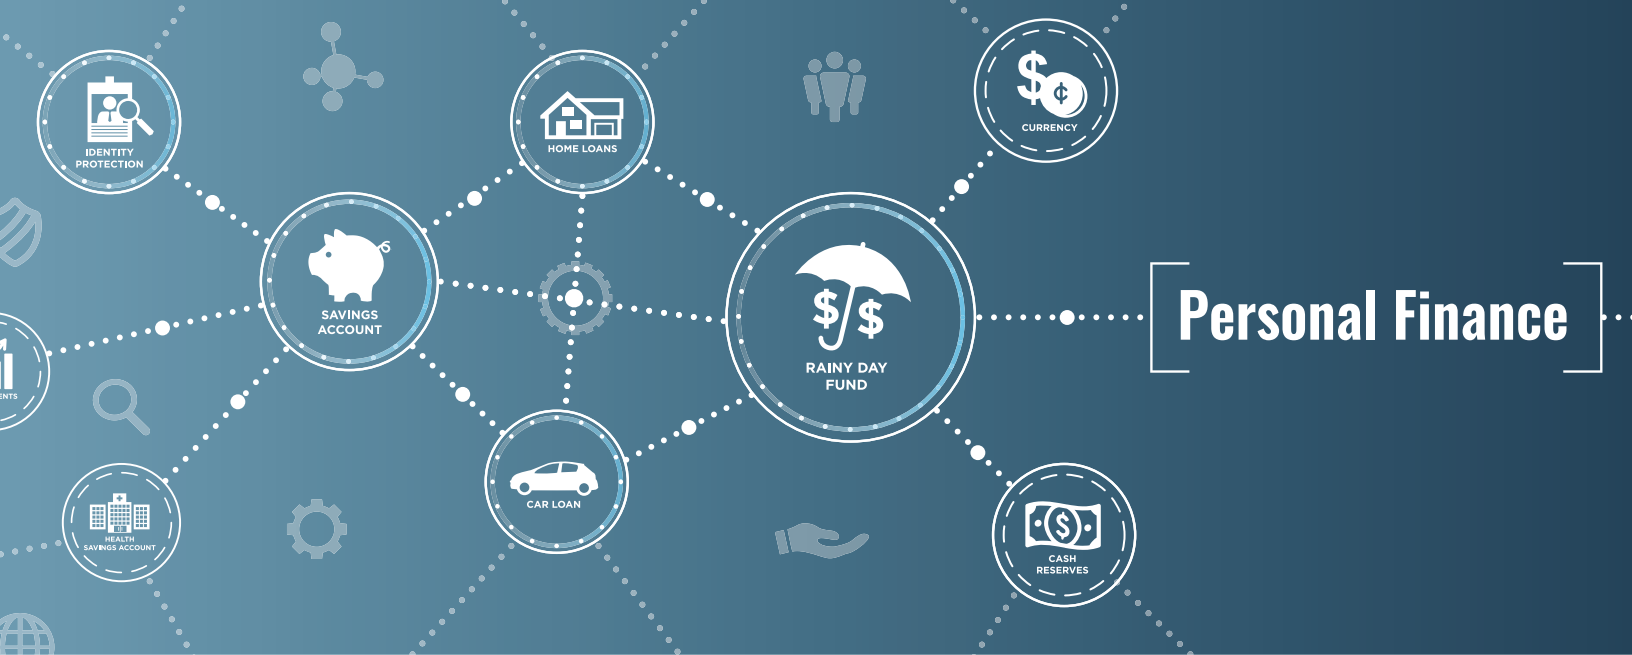 IDENTITY
PROTECTION
HOME LOANS
CURRENCY
SAVINGS
ACCOUNT
RAINY DAY
FUND
Personal Finance
CAR LOAN
HEALTH
SAVINGS ACCOUNT
CASH
RESERVES